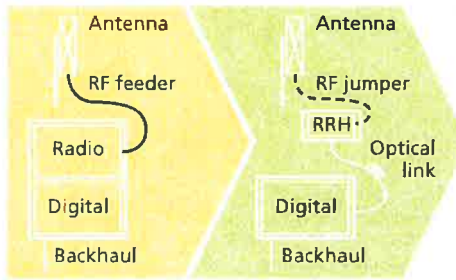 Antenna
RF feeder
Radio
Digital
Backhaul
Antenna
RF jumper
RRH
Optical
link
Digital
Backhaul